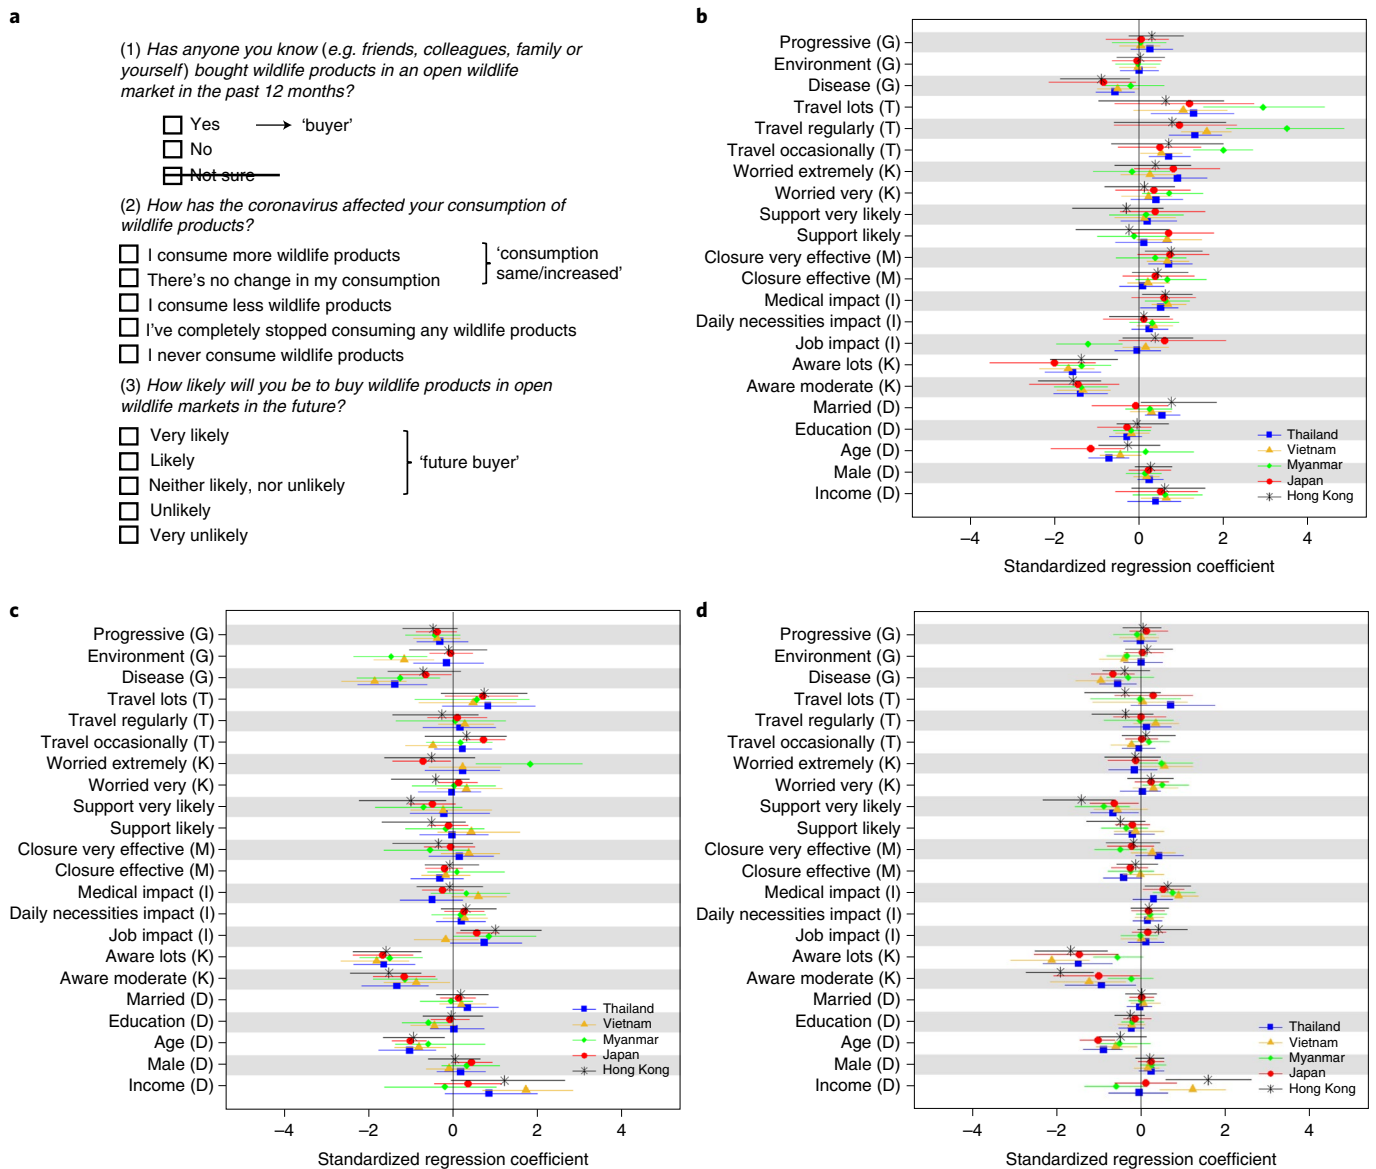 a
(1) Has anyone you know (e.g. friends, colleagues, family or
yourself) bought wildlife products in an open wildlife
market in the past 12 months?
Yes → ‘buyer’
No
Not sure
(2) How has the coronavirus affected your consumption of
wildlife products?
I consume more wildlife products
There's no change in my consumption
‘consumption
same/increased’
I consume less wildlife products
I've completely stopped consuming any wildlife products
I never consume wildlife products
(3) How likely will you be to buy wildlife products in open
wildlife markets in the future?
Very likely
Likely
Neither likely, nor unlikely
‘future buyer’
Unlikely
Very unlikely
b
Progressive (G)
Environment (G)
Disease (G)
Travel lots (T)
Travel regularly (T)
Travel occasionally (T)
Worried extremely (K)
Worried very (K)
Support very likely
Support likely
Closure very effective (M)
Closure effective (M)
Medical impact (I)
Daily necessities impact (I)
Job impact (I)
Aware lots (K)
Aware moderate (K)
Married (D)
Education (D)
Age (D)
Male (D)
Income (D)
Thailand
Vietnam
Myanmar
Japan
Hong Kong
−4 −2 0 2 4
Standardized regression coefficient
c
Progressive (G)
Environment (G)
Disease (G)
Travel lots (T)
Travel regularly (T)
Travel occasionally (T)
Worried extremely (K)
Worried very (K)
Support very likely
Support likely
Closure very effective (M)
Closure effective (M)
Medical impact (I)
Daily necessities impact (I)
Job impact (I)
Aware lots (K)
Aware moderate (K)
Married (D)
Education (D)
Age (D)
Male (D)
Income (D)
Thailand
Vietnam
Myanmar
Japan
Hong Kong
−4 −2 0 2 4
Standardized regression coefficient
d
Progressive (G)
Environment (G)
Disease (G)
Travel lots (T)
Travel regularly (T)
Travel occasionally (T)
Worried extremely (K)
Worried very (K)
Support very likely
Support likely
Closure very effective (M)
Closure effective (M)
Medical impact (I)
Daily necessities impact (I)
Job impact (I)
Aware lots (K)
Aware moderate (K)
Married (D)
Education (D)
Age (D)
Male (D)
Income (D)
Thailand
Vietnam
Myanmar
Japan
Hong Kong
−4 −2 0 2 4
Standardized regression coefficient